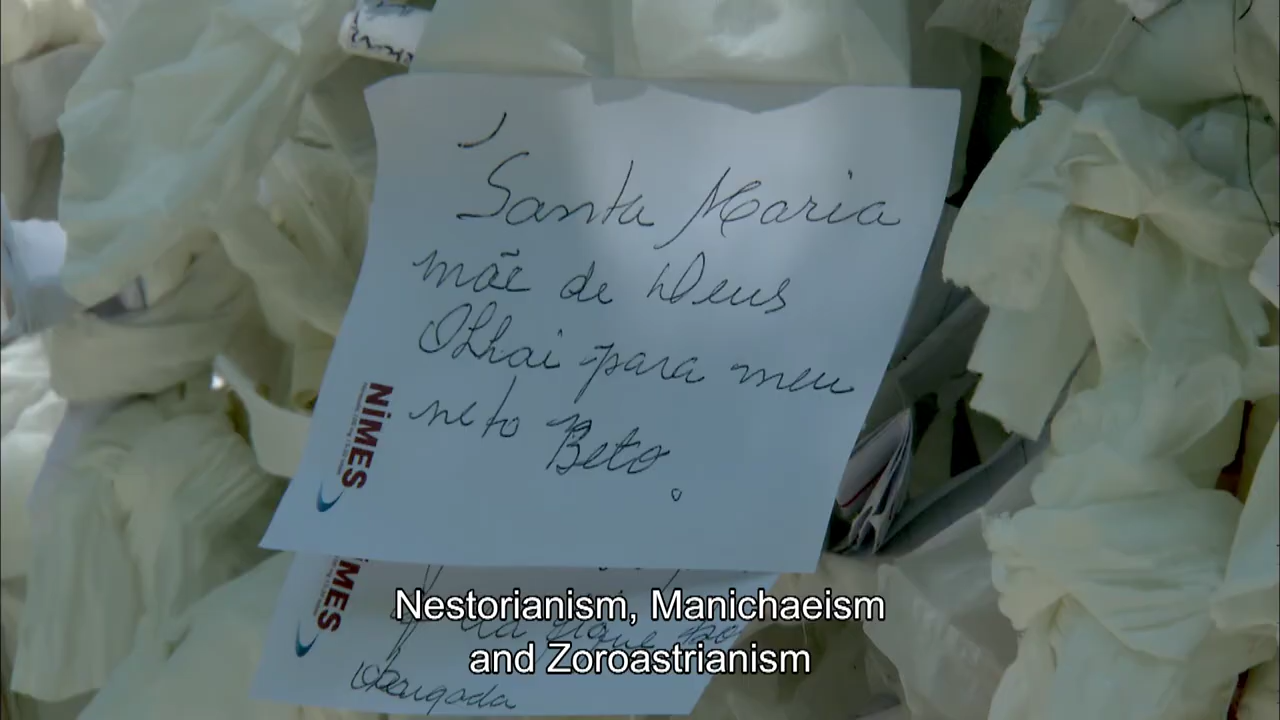 Santa Maria
mãe de Deus
Olhai para meu
neto Beto.
NIMES
NIMES
Obrigada
Nestorianism, Manichaeism
and Zoroastrianism